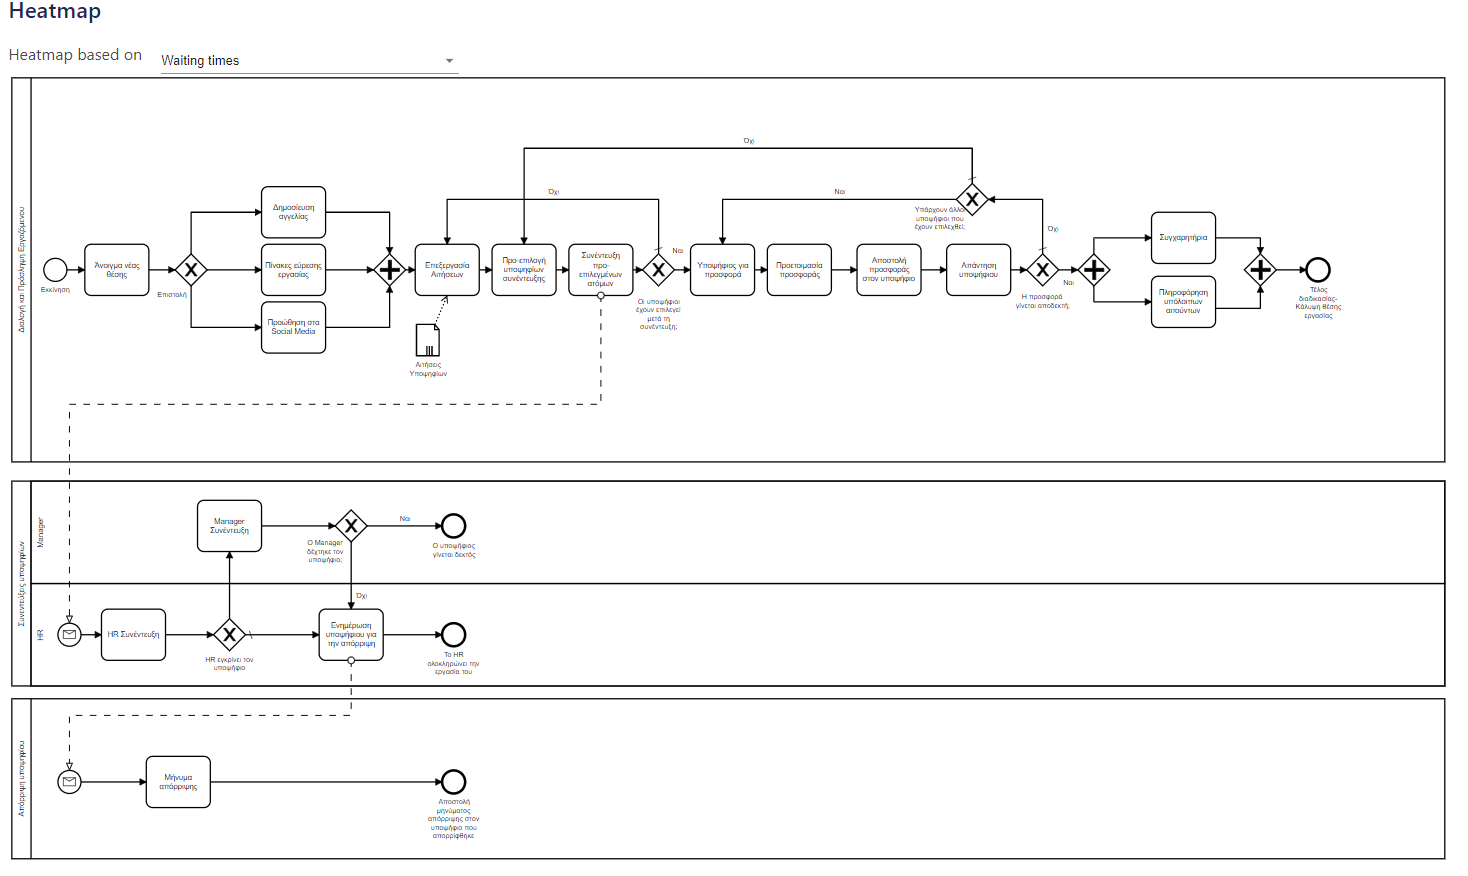 Heatmap
Heatmap based on
Waiting times
Διαλογή και Πρόσληψη Εργαζόμενου
Εκκίνηση
Άνοιγμα νέας
θέσης
Επιστολή
Δημοσίευση
αγγελίας
Πίνακες εύρεσης
εργασίας
Προώθηση στα
Social Media
Επεξεργασία
Αιτήσεων
Αιτήσεις
Υποψηφίων
Προ-επιλογή
υποψηφίων
συνέντευξης
Συνέντευξη
προ-
επιλεγμένων
ατόμων
Όχι
Όχι
Ναι
Οι υποψήφιοι
έχουν επιλεγεί
μετά τη
συνέντευξη;
Υποψήφιος για
προσφορά
Προετοιμασία
προσφοράς
Αποστολή
προσφοράς
στον υποψήφιο
Απάντηση
υποψηφίου
Ναι
Υπάρχουν άλλοι
υποψήφιοι που
έχουν επιλεχθεί;
Όχι
Η προσφορά
γίνεται αποδεκτή;
Ναι
Συγχαρητήρια
Πληροφόρηση
υπόλοιπων
αιτούντων
Τέλος
διαδικασίας-
Κάλυψη θέσης
εργασίας
Συνεντεύξεις υποψηφίων
Manager
Manager
Συνέντευξη
Ο Manager
δέχτηκε τον
υποψήφιο;
Ναι
Ο υποψήφιος
γίνεται δεκτός
Όχι
HR
HR Συνέντευξη
HR εγκρίνει τον
υποψήφιο
Ενημέρωση
υποψήφιου για
την απόρριψη
Το HR
ολοκληρώνει την
εργασία του
Απόρριψη υποψηφίου
Μήνυμα
απόρριψης
Αποστολή
μηνύματος
απόρριψης στον
υποψήφιο που
απορρίφθηκε